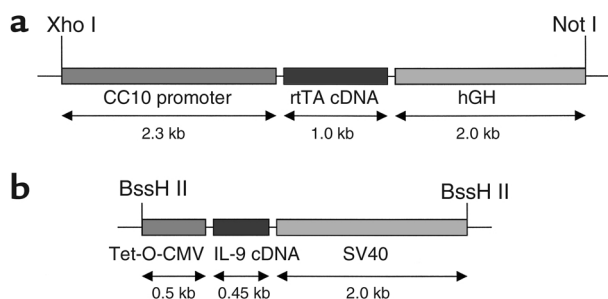 a
Xho I Not I
CC10 promoter rtTA cDNA hGH
2.3 kb 1.0 kb 2.0 kb
b
BssH II BssH II
Tet-O-CMV IL-9 cDNA SV40
0.5 kb 0.45 kb 2.0 kb